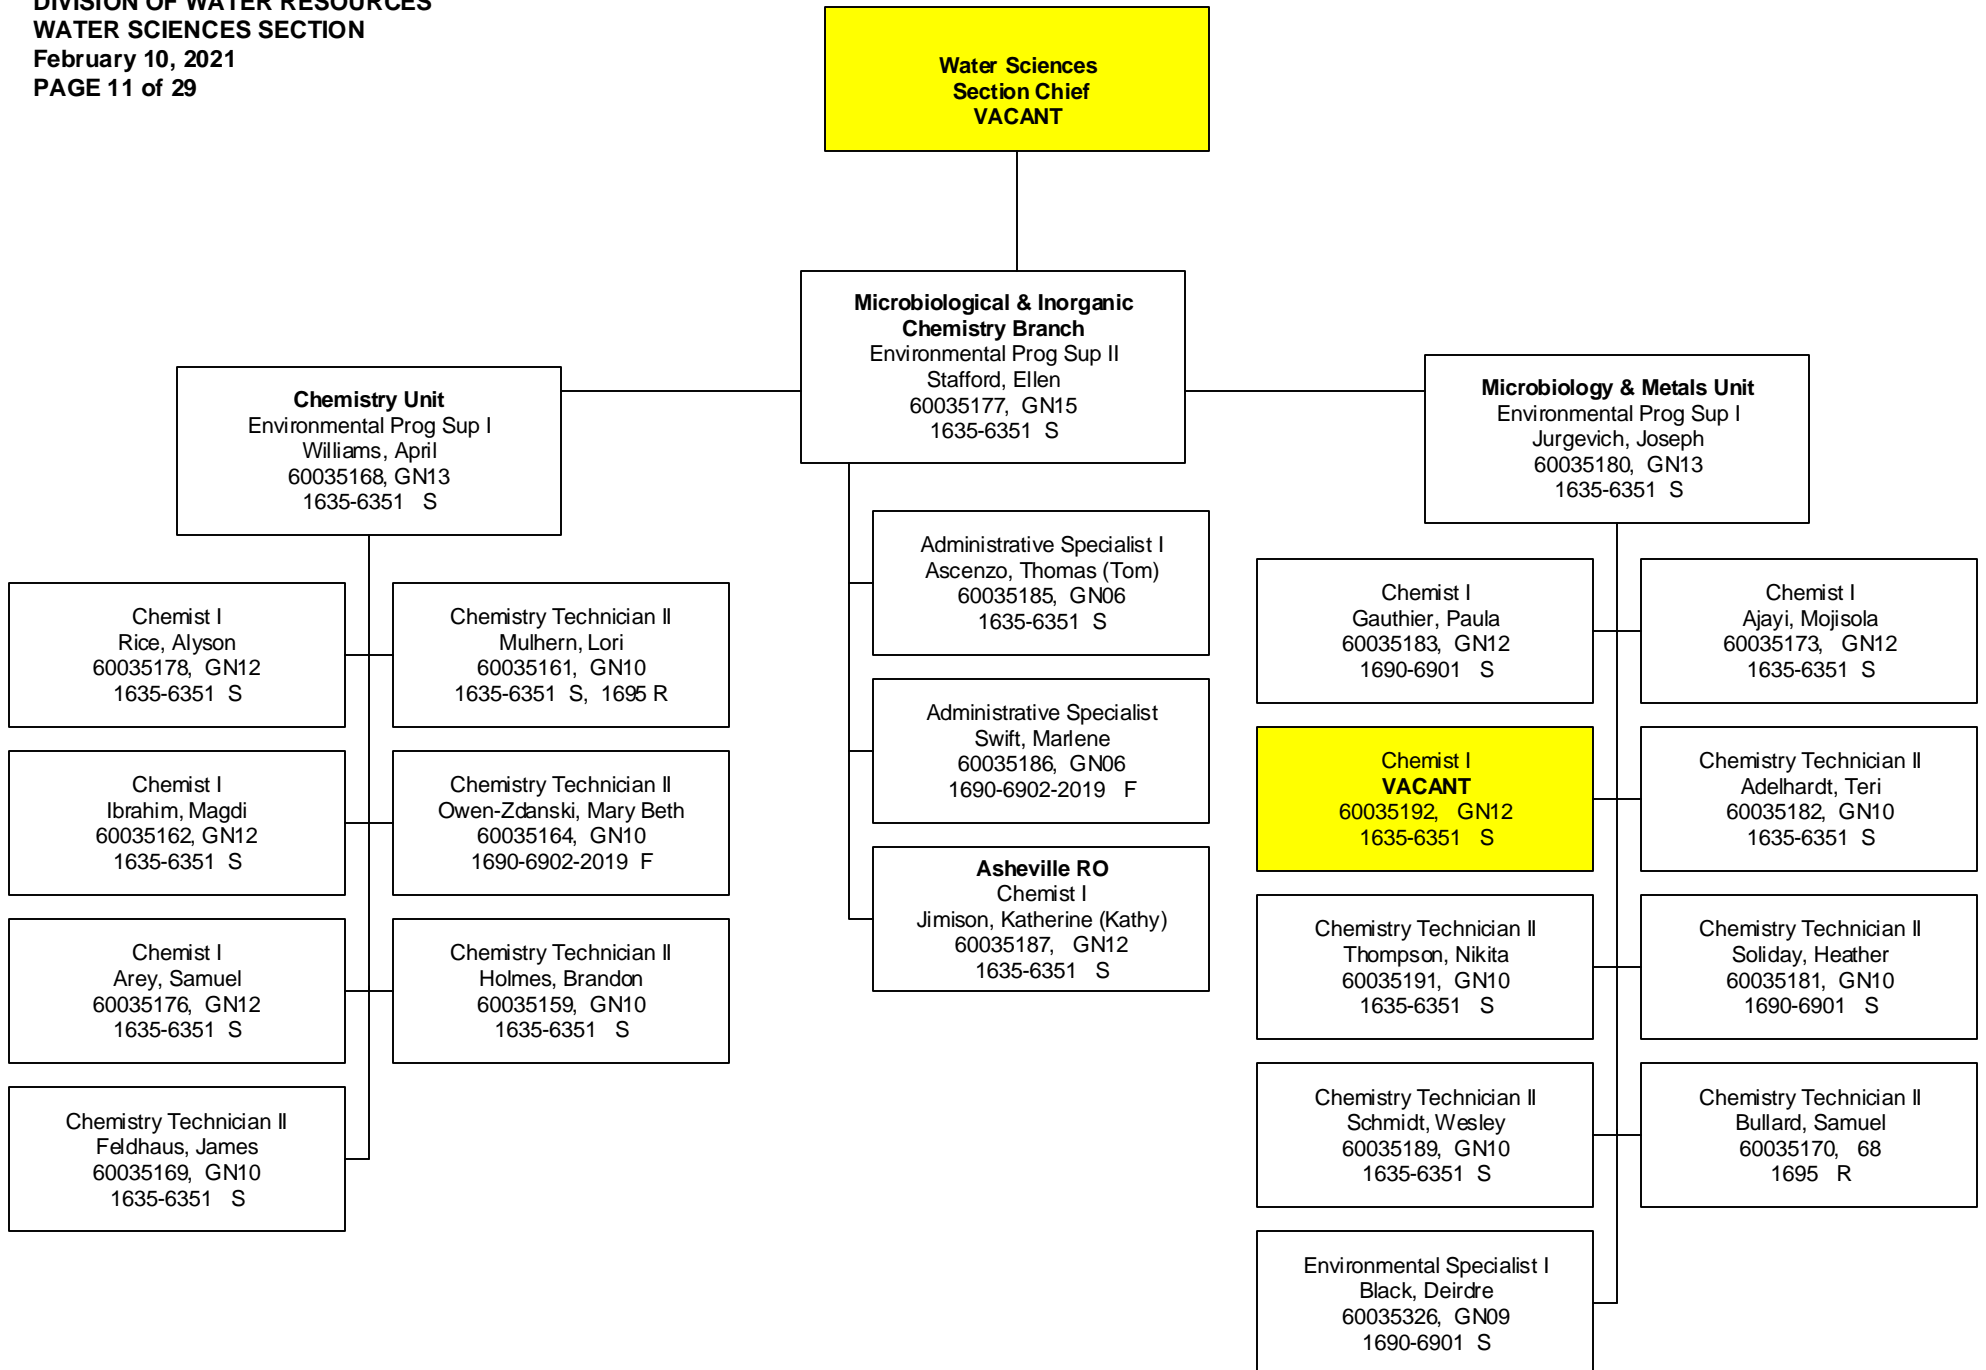 DIVISION OF WATER RESOURCES
WATER SCIENCES SECTION
February 10, 2021
PAGE 11 of 29
Water Sciences
Section Chief
VACANT
Microbiological & Inorganic
Chemistry Branch
Environmental Prog Sup II
Stafford, Ellen
60035177, GN15
1635-6351 S
Chemistry Unit
Environmental Prog Sup I
Williams, April
60035168, GN13
1635-6351 S
Microbiology & Metals Unit
Environmental Prog Sup I
Jurgevich, Joseph
60035180, GN13
1635-6351 S
Chemist I
Rice, Alyson
60035178, GN12
1635-6351 S
Chemistry Technician II
Mulhern, Lori
60035161, GN10
1635-6351 S, 1695 R
Chemist I
Ibrahim, Magdi
60035162, GN12
1635-6351 S
Chemistry Technician II
Owen-Zdanski, Mary Beth
60035164, GN10
1690-6902-2019 F
Chemist I
Arey, Samuel
60035176, GN12
1635-6351 S
Chemistry Technician II
Holmes, Brandon
60035159, GN10
1635-6351 S
Chemistry Technician II
Feldhaus, James
60035169, GN10
1635-6351 S
Administrative Specialist I
Ascenzo, Thomas (Tom)
60035185, GN06
1635-6351 S
Administrative Specialist
Swift, Marlene
60035186, GN06
1690-6902-2019 F
Asheville RO
Chemist I
Jimison, Katherine (Kathy)
60035187, GN12
1635-6351 S
Chemist I
Gauthier, Paula
60035183, GN12
1690-6901 S
Chemist I
Ajayi, Mojisola
60035173, GN12
1635-6351 S
Chemist I
VACANT
60035192, GN12
1635-6351 S
Chemistry Technician II
Adelhardt, Teri
60035182, GN10
1635-6351 S
Chemistry Technician II
Thompson, Nikita
60035191, GN10
1635-6351 S
Chemistry Technician II
Soliday, Heather
60035181, GN10
1690-6901 S
Chemistry Technician II
Schmidt, Wesley
60035189, GN10
1635-6351 S
Chemistry Technician II
Bullard, Samuel
60035170, 68
1695 R
Environmental Specialist I
Black, Deirdre
60035326, GN09
1690-6901 S